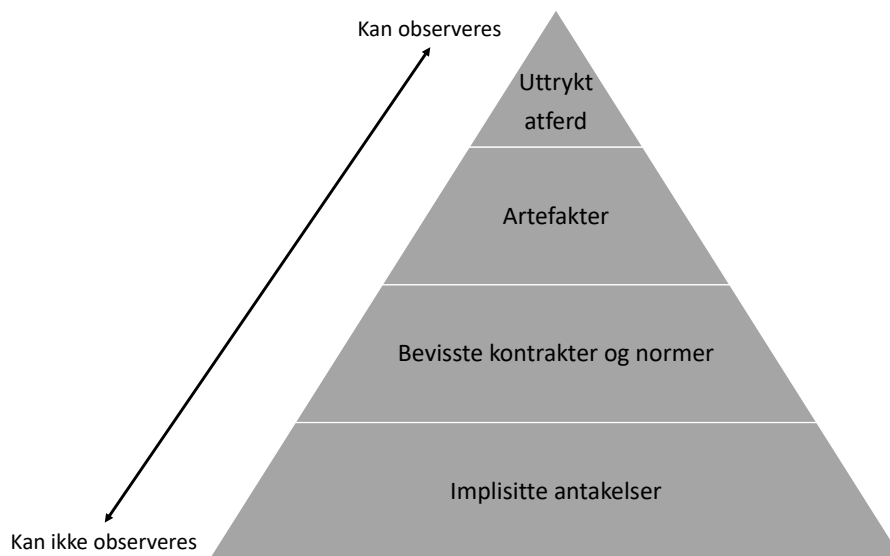 Kan observeres
Uttrykt
atferd
Artefakter
Bevisste kontrakter og normer
Implisitte antakelser
Kan ikke observeres